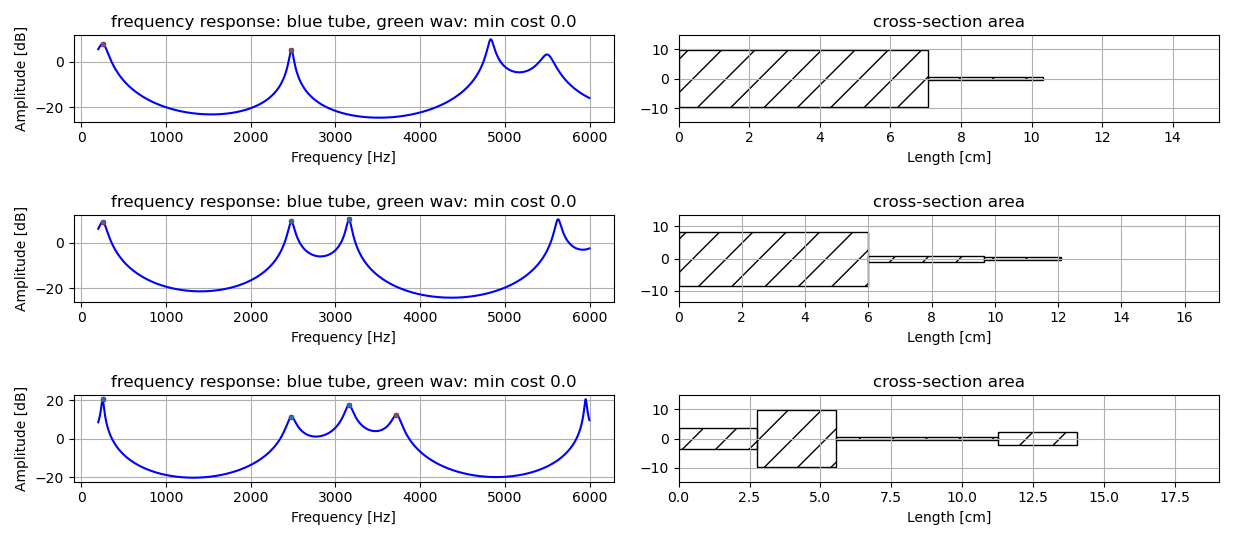 frequency response: blue tube, green wav: min cost 0.0
Amplitude [dB]
0
−20
0 1000 2000 3000 4000 5000 6000
Frequency [Hz]
cross-section area
10
0
−10
0 2 4 6 8 10 12 14
Length [cm]
frequency response: blue tube, green wav: min cost 0.0
Amplitude [dB]
0
−20
0 1000 2000 3000 4000 5000 6000
Frequency [Hz]
cross-section area
10
0
−10
0 2 4 6 8 10 12 14 16
Length [cm]
frequency response: blue tube, green wav: min cost 0.0
Amplitude [dB]
20
0
−20
0 1000 2000 3000 4000 5000 6000
Frequency [Hz]
cross-section area
10
0
−10
0.0 2.5 5.0 7.5 10.0 12.5 15.0 17.5
Length [cm]